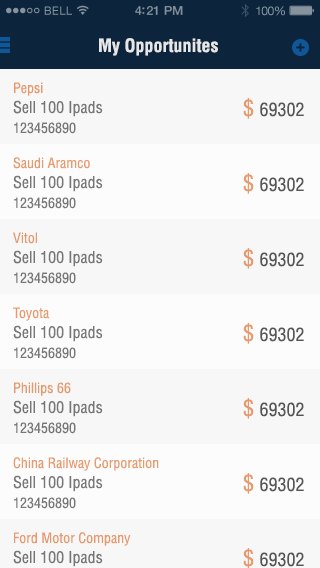 BELL 4:21 PM 100%
My Opportunites
Pepsi
Sell 100 Ipads
123456890
$ 69302
Saudi Aramco
Sell 100 Ipads
123456890
$ 69302
Vitol
Sell 100 Ipads
123456890
$ 69302
Toyota
Sell 100 Ipads
123456890
$ 69302
Phillips 66
Sell 100 Ipads
123456890
$ 69302
China Railway Corporation
Sell 100 Ipads
123456890
$ 69302
Ford Motor Company
Sell 100 Ipads
$ 69302